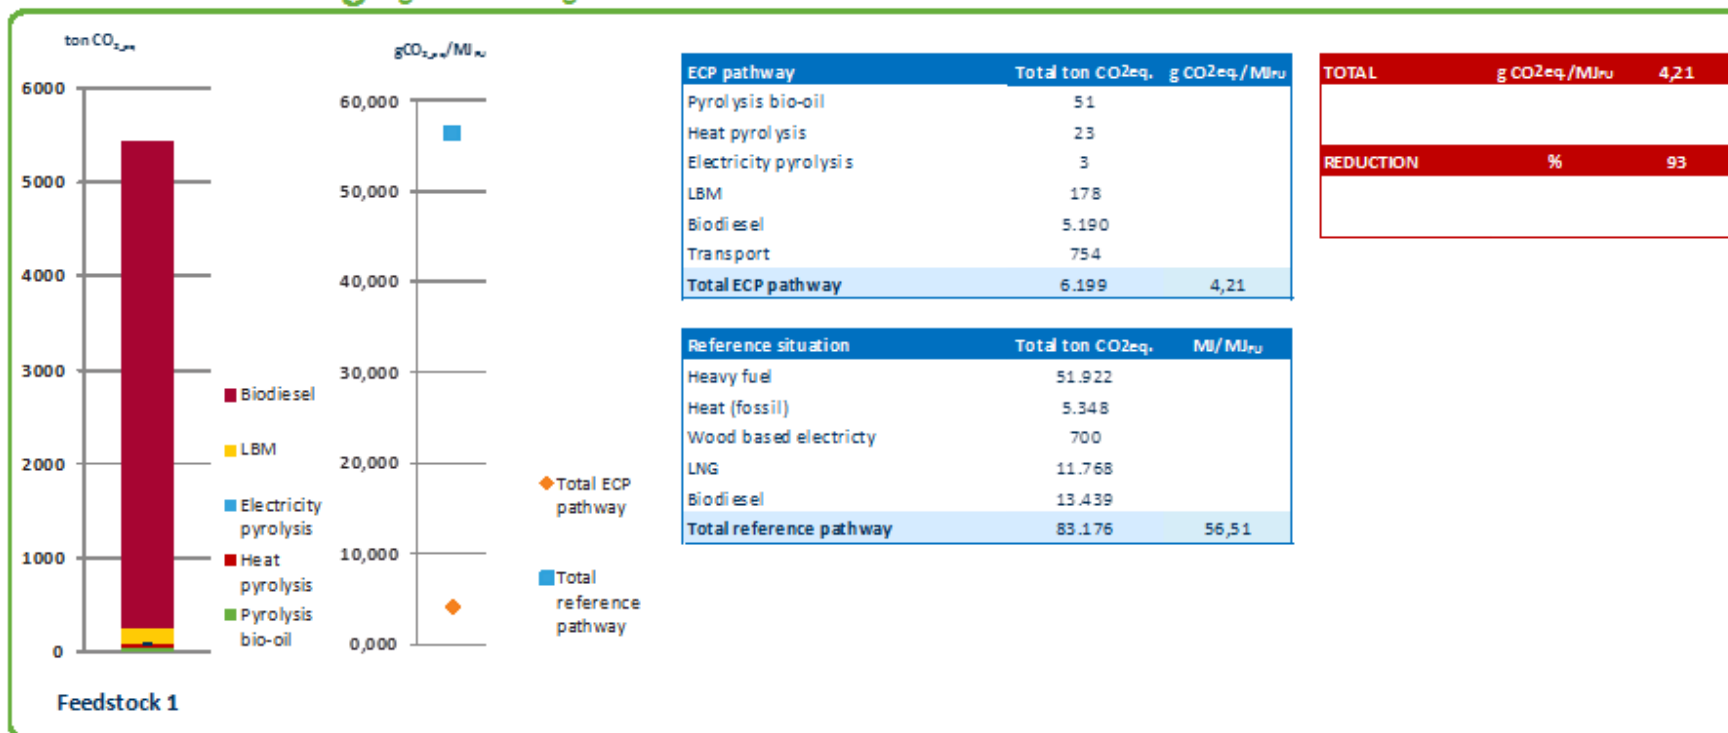 ton CO2,eq
6000
5000
4000
3000
2000
1000
0
Feedstock 1
Biodiesel
LBM
Electricity
pyrolysis
Heat
pyrolysis
Pyrolysis
bio-oil
gCO2,eq/MJFU
60,000
50,000
40,000
30,000
20,000
10,000
0,000
Total ECP
pathway
Total
reference
pathway
ECP pathway Total ton CO2eq. g CO2eq/MJFU
Pyrolysis bio-oil 51
Heat pyrolysis 23
Electricity pyrolysis 3
LBM 178
Biodiesel 5.190
Transport 754
Total ECP pathway 6.199 4,21
Reference situation Total ton CO2eq. MJ/MJFU
Heavy fuel 51.922
Heat (fossil) 5.348
Wood based electricty 700
LNG 11.768
Biodiesel 13.439
Total reference pathway 83.176 56,51
TOTAL g CO2eq/MJFU 4,21
REDUCTION % 93